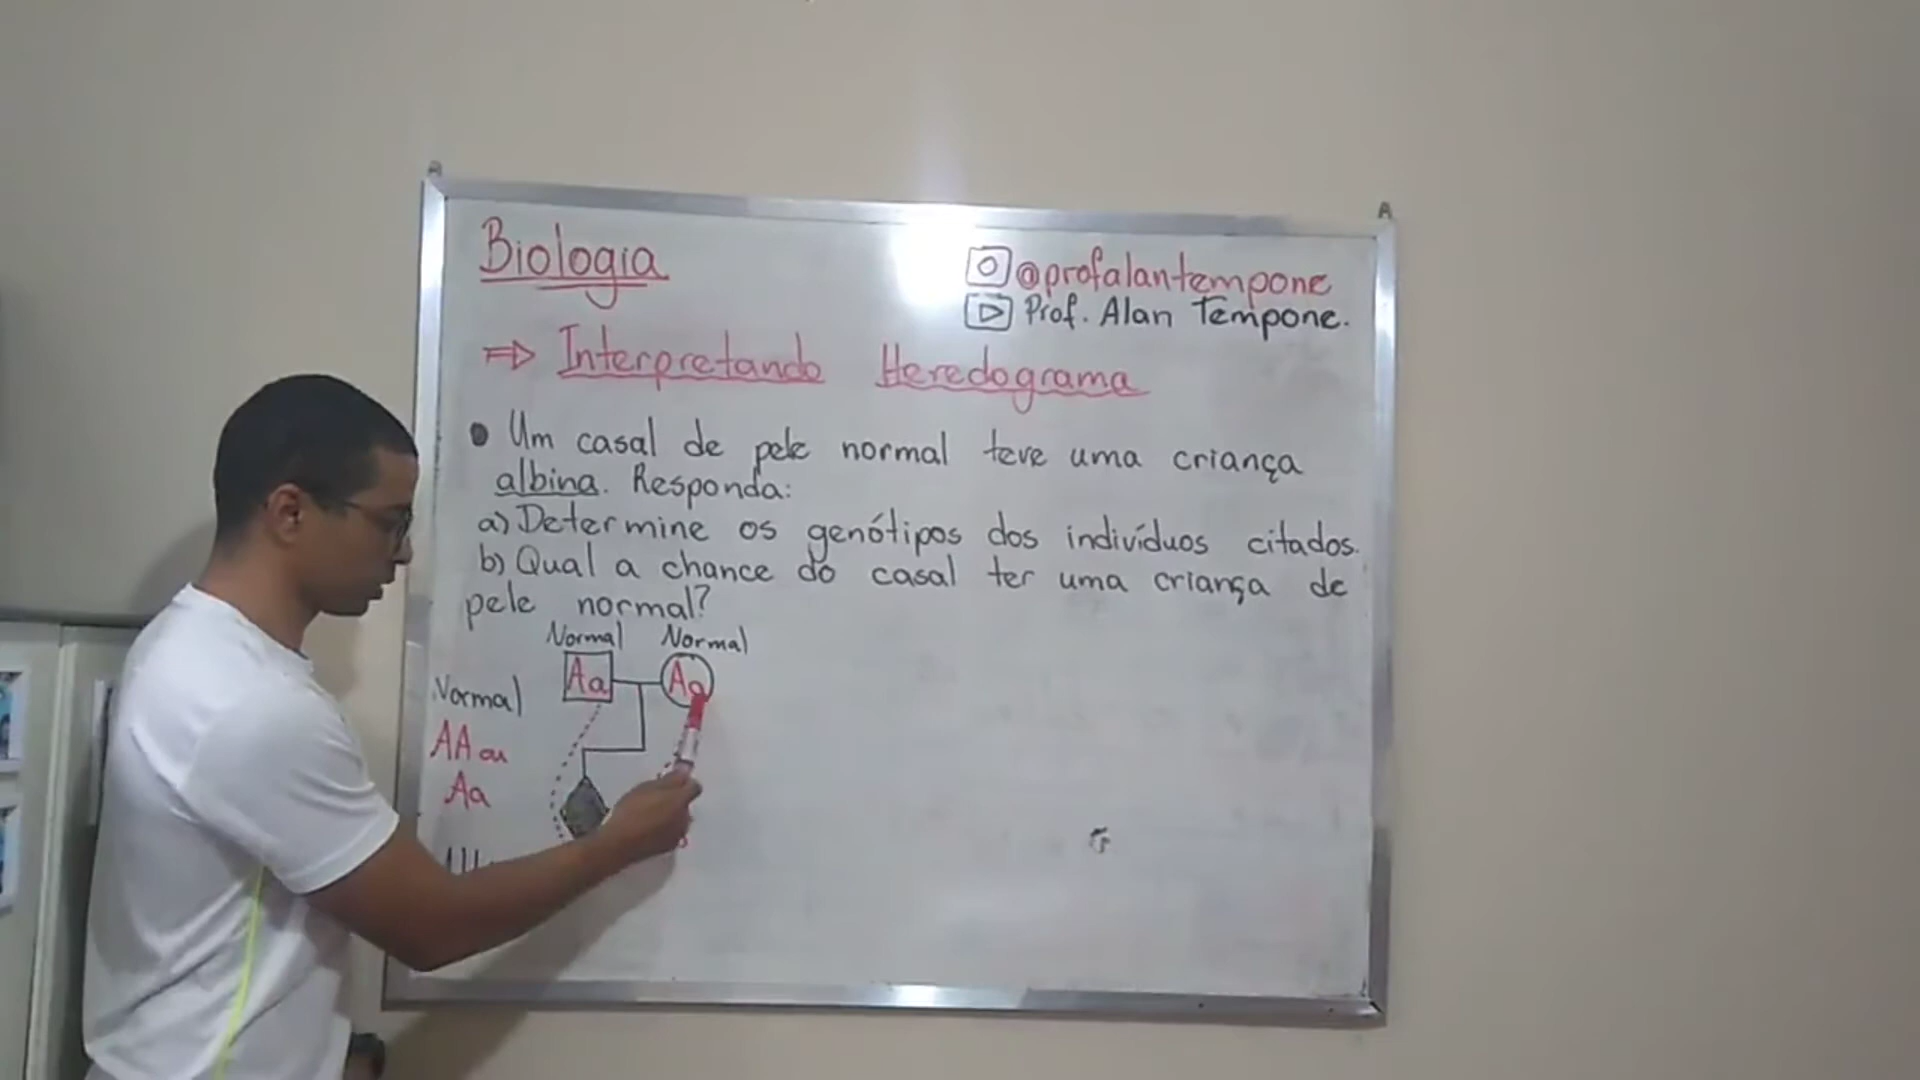 Biologia
@profalantempone
Prof. Alan Tempone.
⇒ Interpretando Heredograma
• Um casal de pele normal teve uma criança
albina. Responda:
a) Determine os genótipos dos indivíduos citados.
b) Qual a chance do casal ter uma criança de
pele normal?
Normal Normal
Aa Aa
Normal
AA ou
Aa